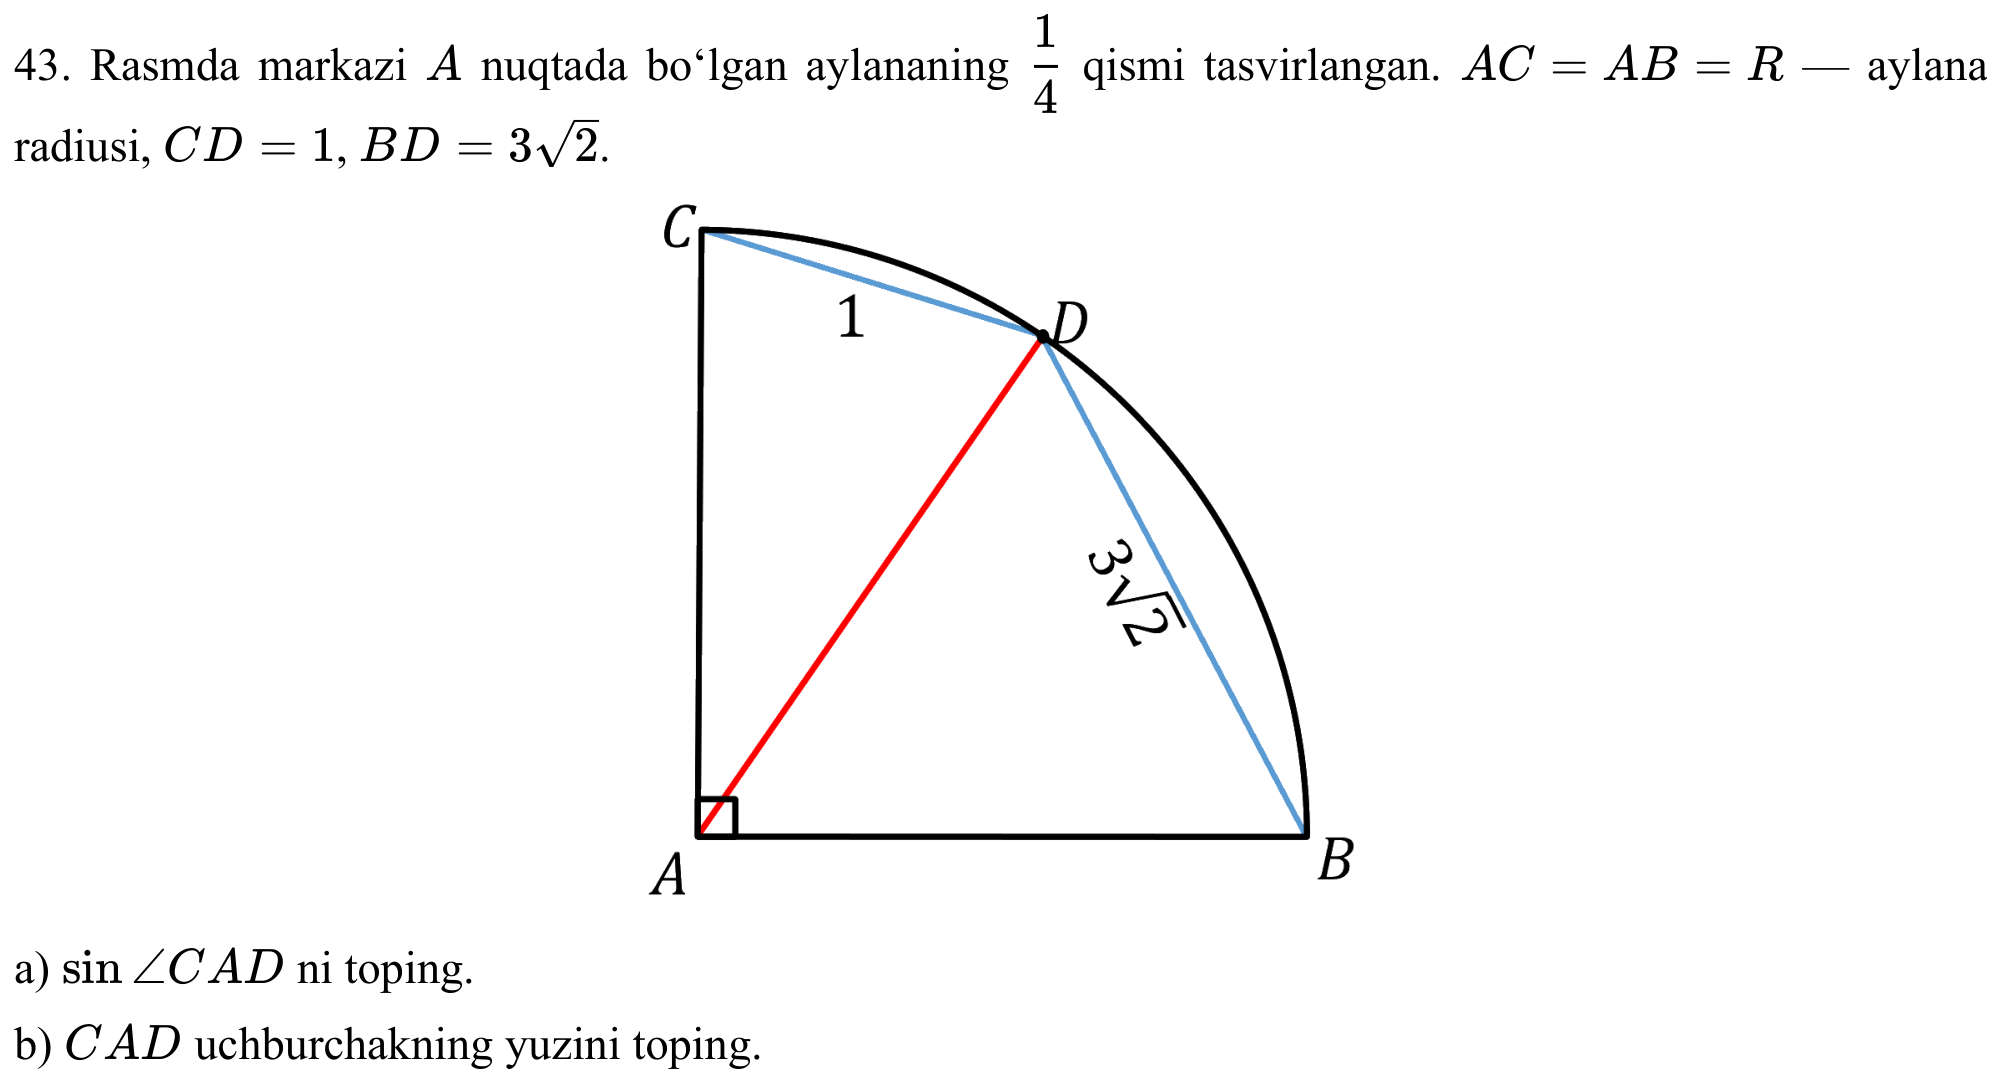 43. Rasmda markazi A nuqtada bo‘lgan aylananing 1/4 qismi tasvirlangan. AC = AB = R — aylana
radiusi, CD = 1, BD = 3√2.
C
D
1
3√2
A
B
a) sin ∠CAD ni toping.
b) CAD uchburchakning yuzini toping.